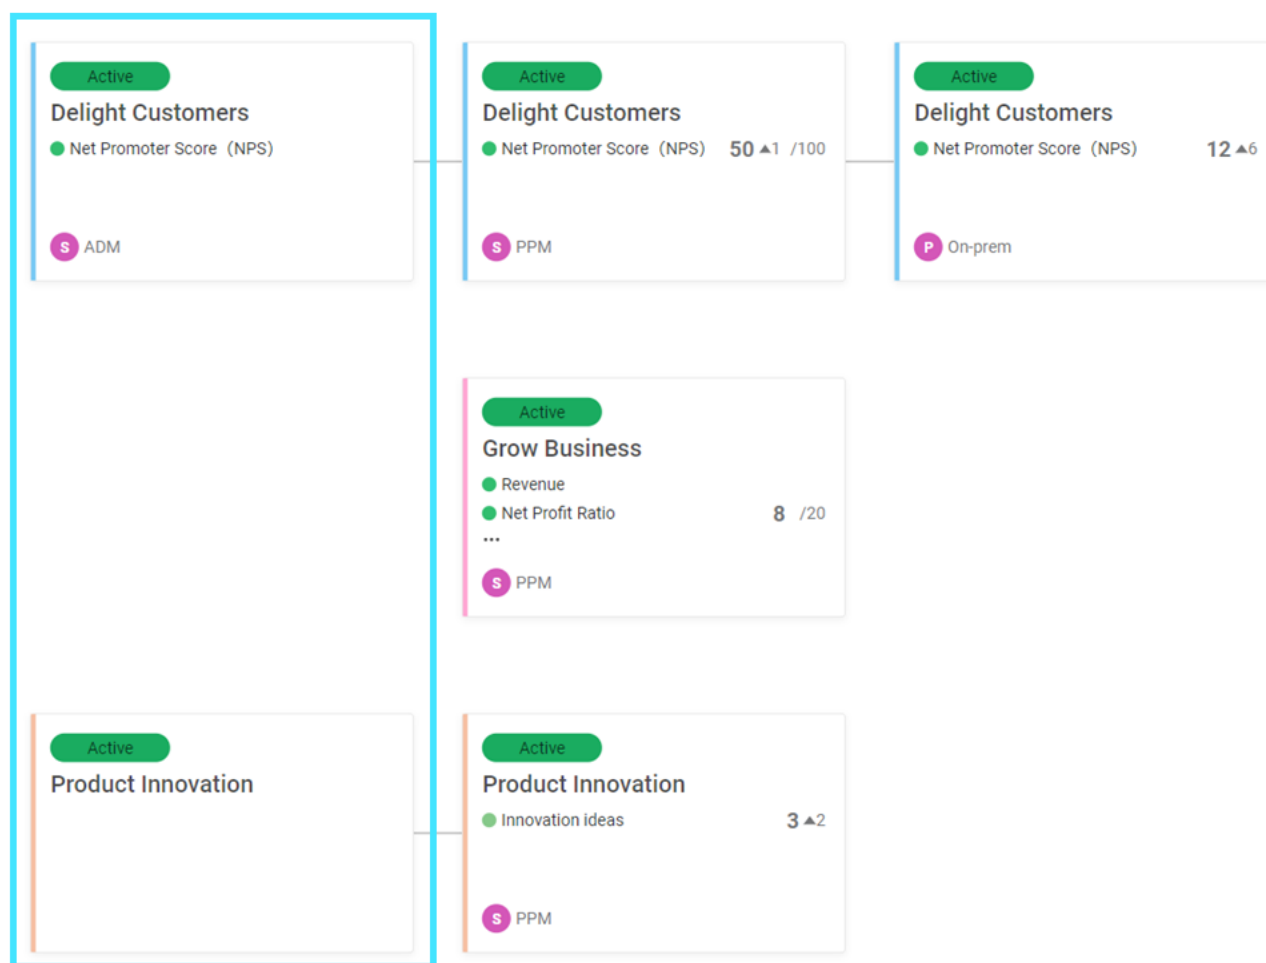 Active
Delight Customers
Net Promoter Score (NPS)
S ADM
Active
Delight Customers
Net Promoter Score (NPS) 50 ▲1 /100
S PPM
Active
Delight Customers
Net Promoter Score (NPS) 12 ▲6
P On-prem
Active
Grow Business
Revenue
Net Profit Ratio 8 /20
...
S PPM
Active
Product Innovation
Active
Product Innovation
Innovation ideas 3 ▲2
S PPM